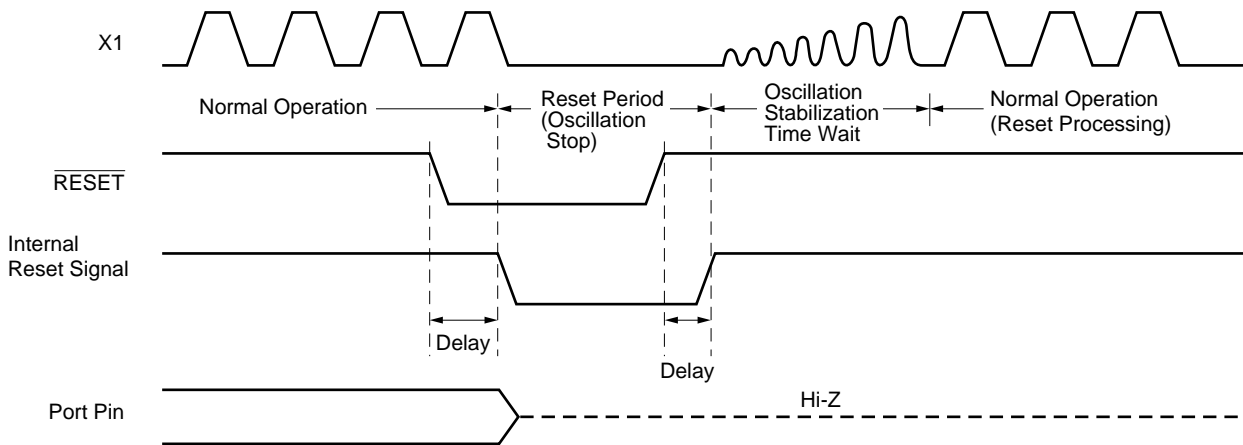 X1
Normal Operation
Reset Period
(Oscillation
Stop)
Oscillation
Stabilization
Time Wait
Normal Operation
(Reset Processing)
RESET
Internal
Reset Signal
Delay
Delay
Port Pin
Hi-Z